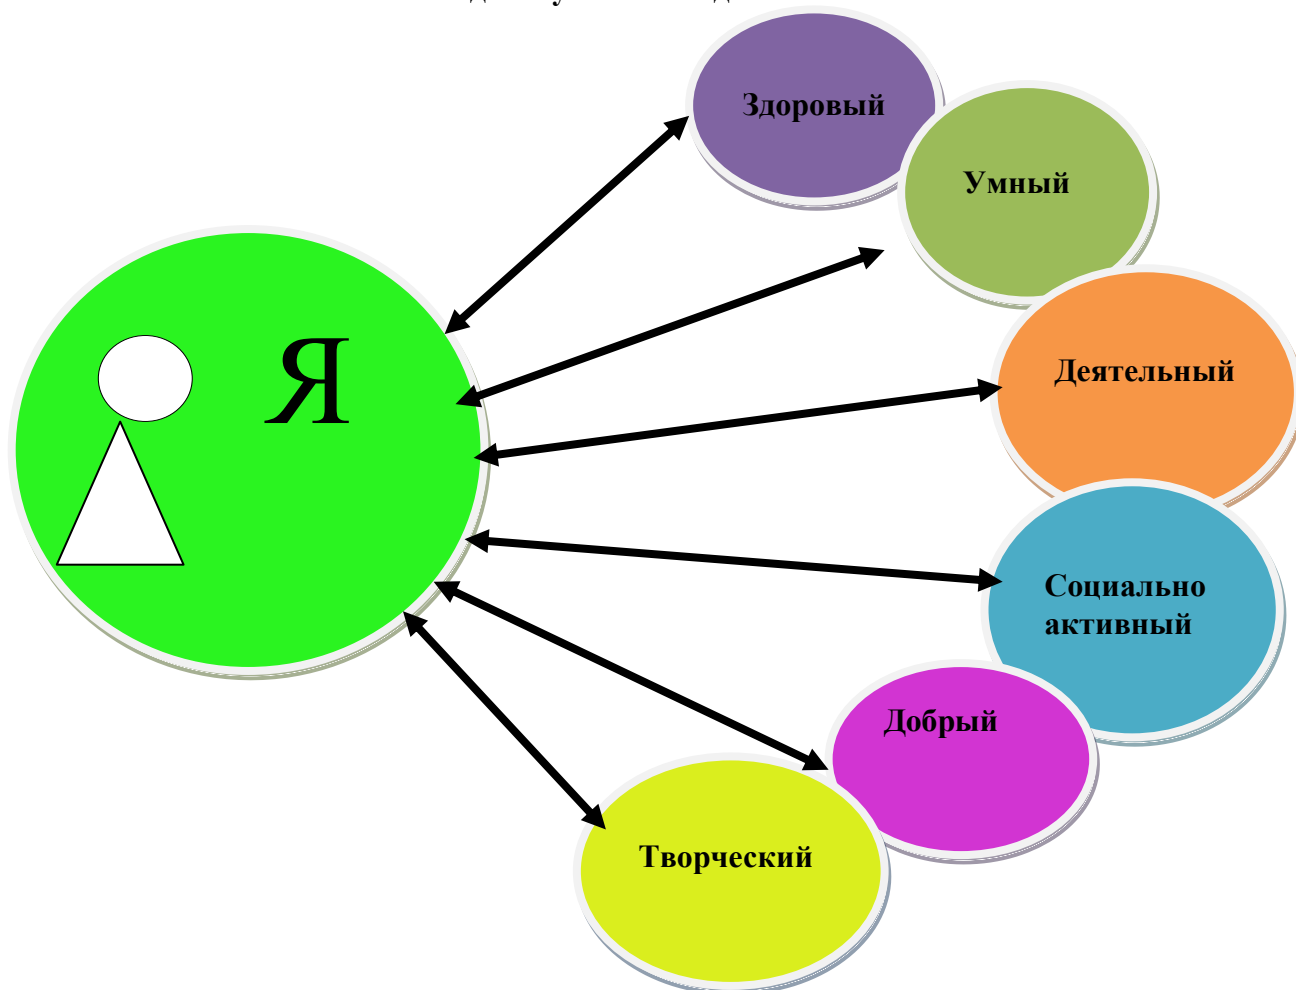 Здоровый
Умный
Я
Деятельный
Социально
активный
Добрый
Творческий